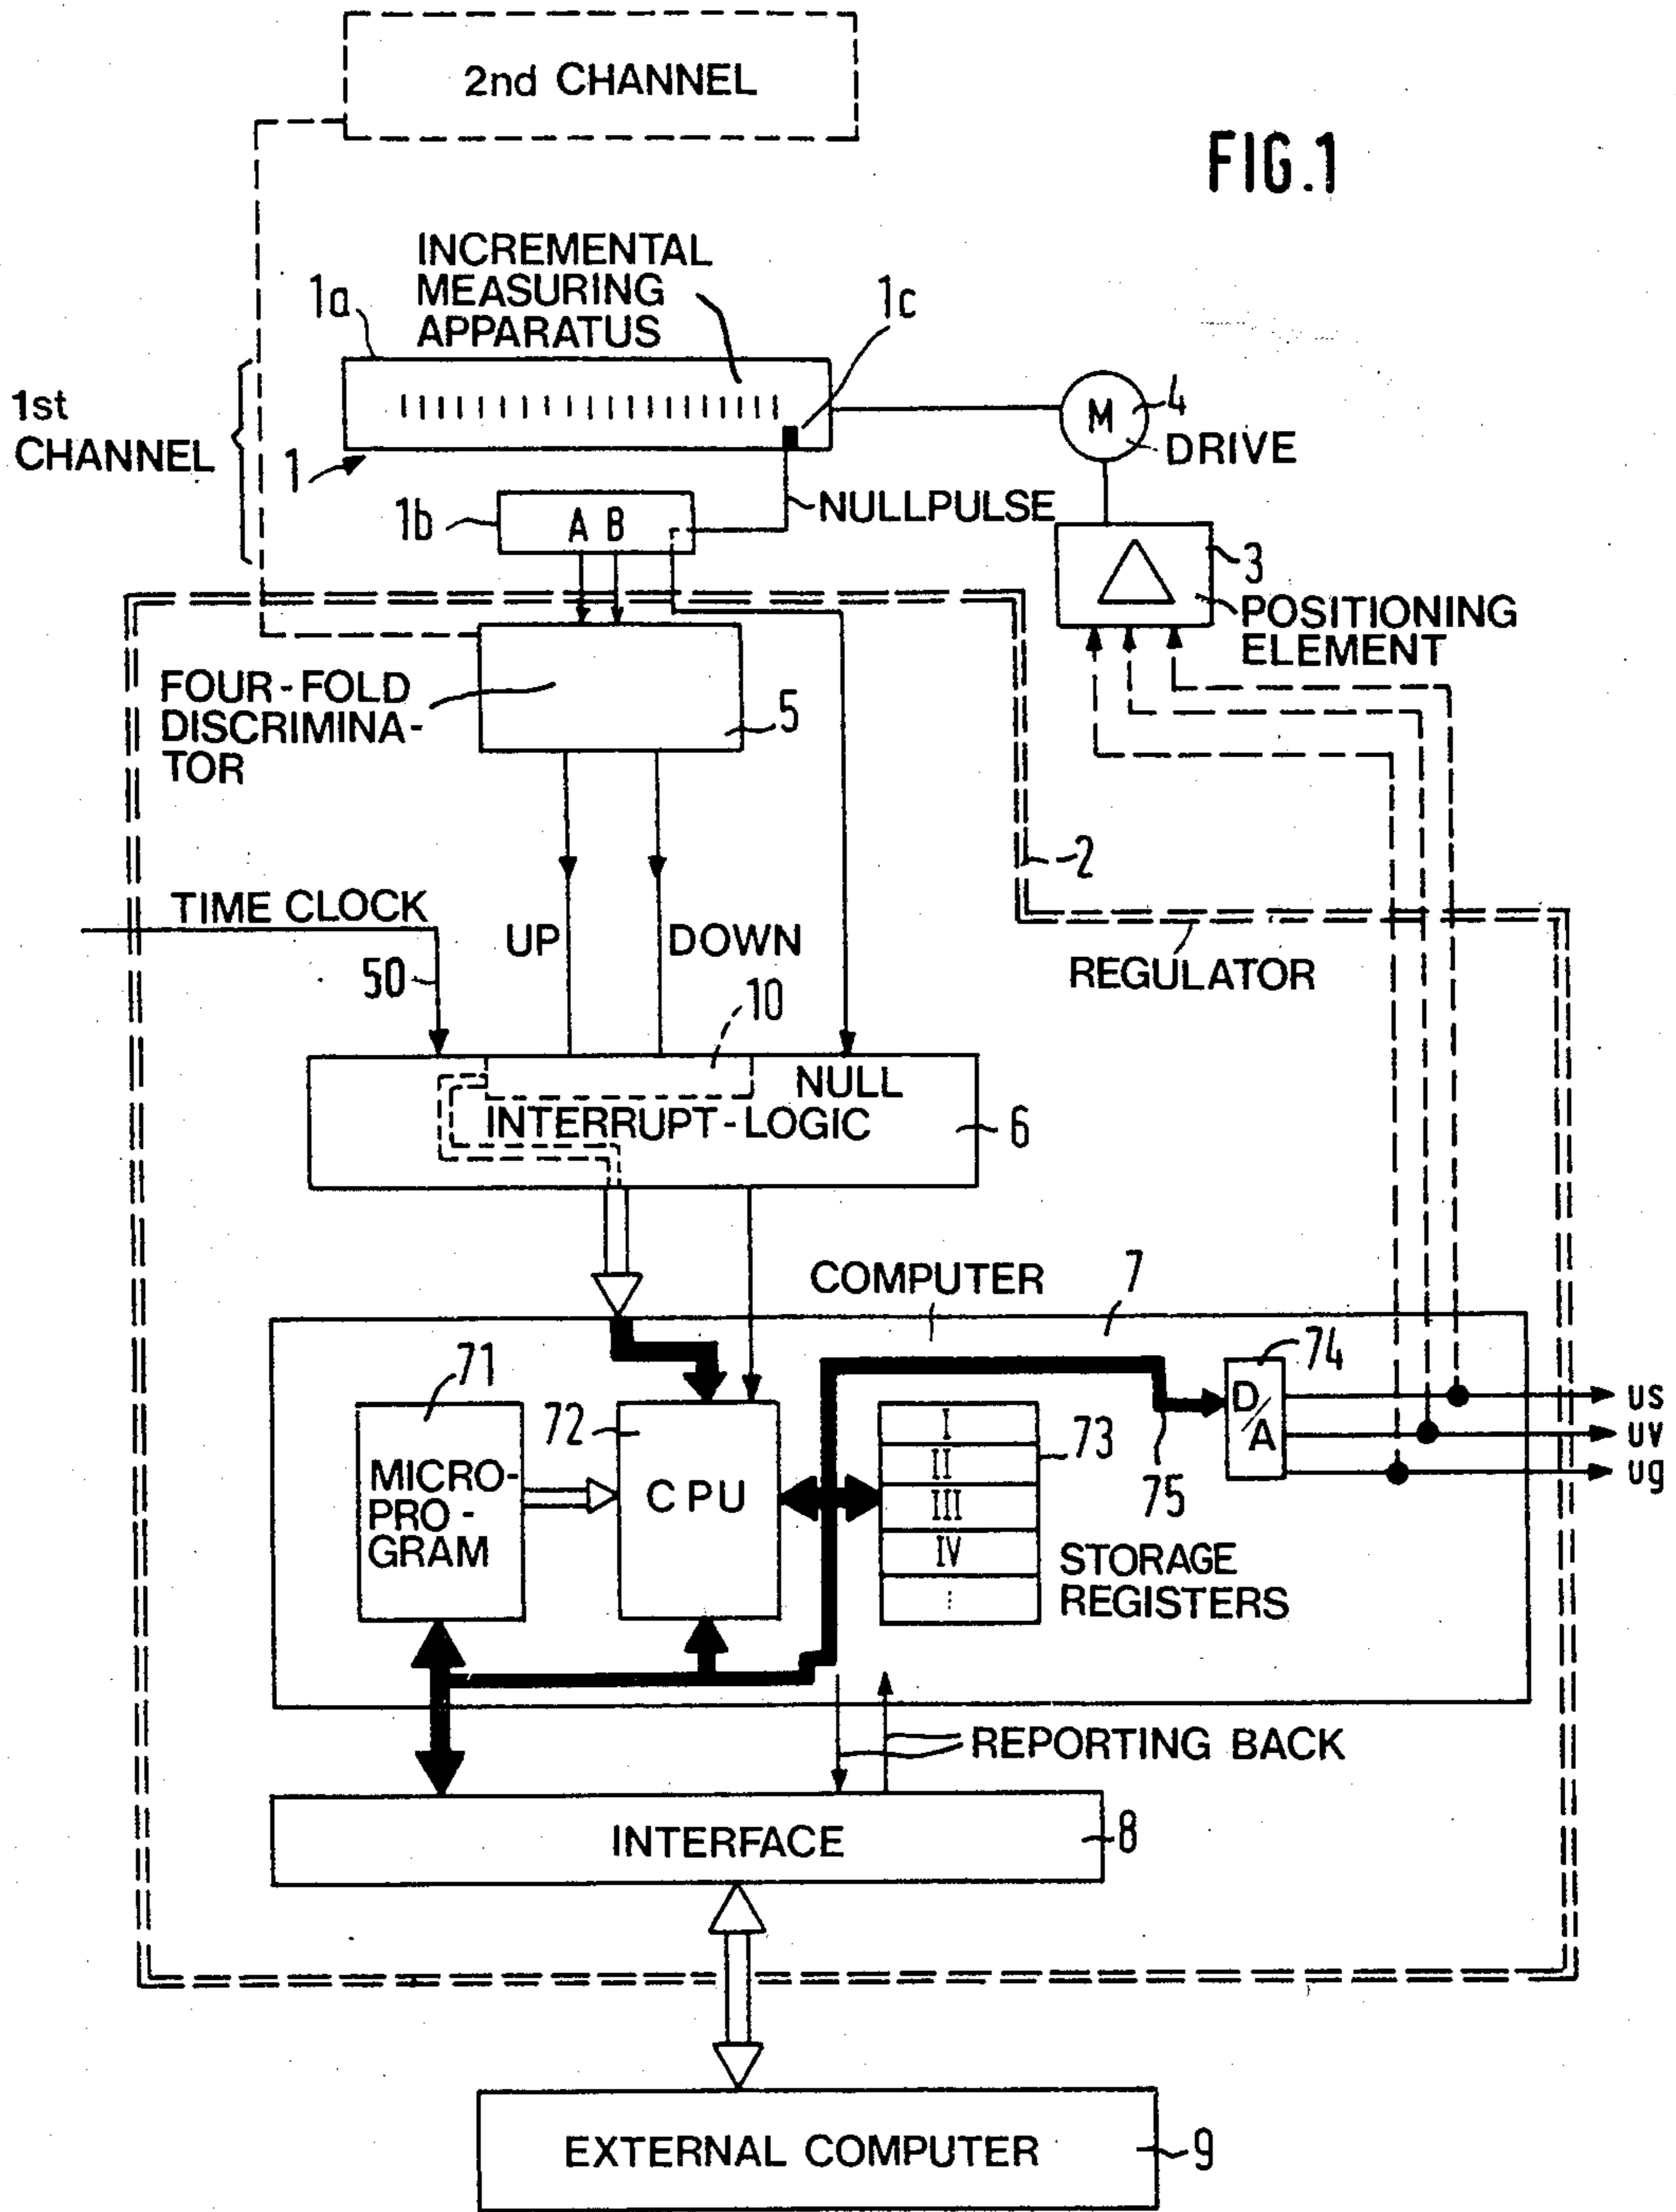 2nd CHANNEL
FIG.1
INCREMENTAL
MEASURING
APPARATUS
1a
1c
1st
CHANNEL
1
M
4
DRIVE
1b
A B
NULLPULSE
3
POSITIONING
ELEMENT
FOUR-FOLD
DISCRIMINA-
TOR
5
2
TIME CLOCK
UP
DOWN
REGULATOR
50
10
NULL
INTERRUPT-LOGIC
6
COMPUTER
7
71
72
73
74
D/A
us
uv
ug
MICRO-
PRO-
GRAM
CPU
I
II
III
IV
⋮
75
STORAGE
REGISTERS
REPORTING BACK
INTERFACE
8
EXTERNAL COMPUTER
9